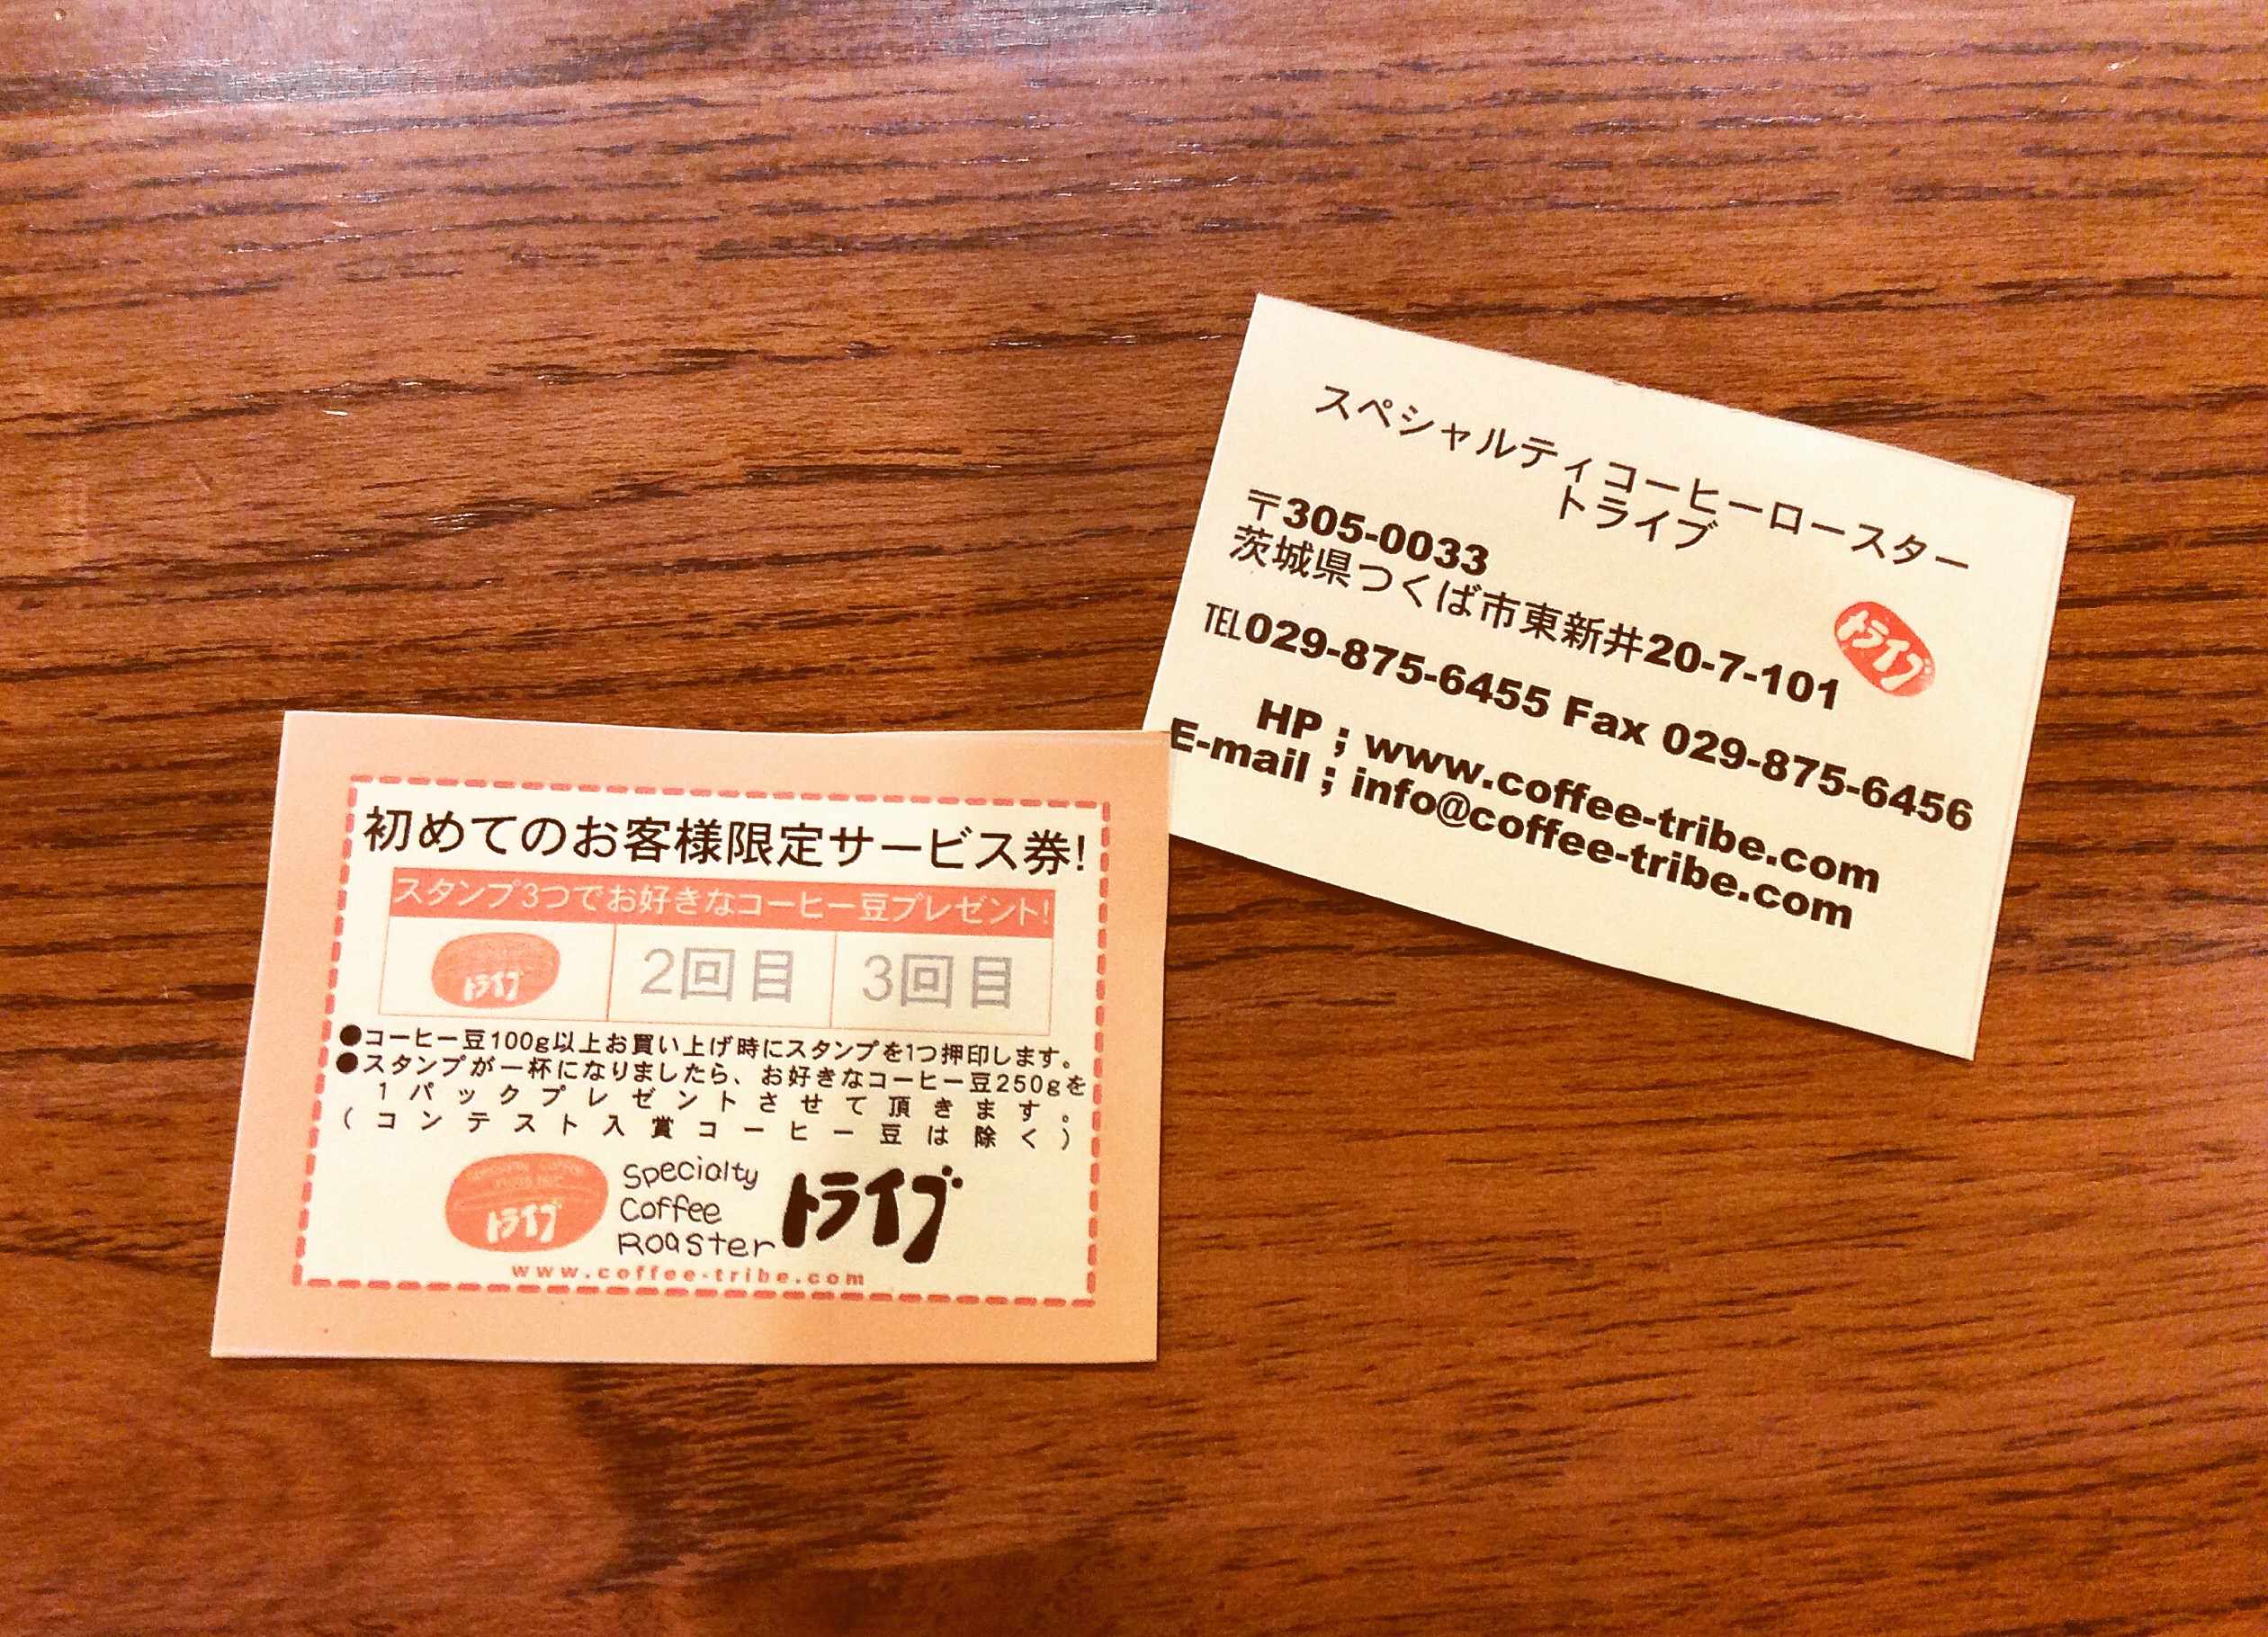 スペシャルティコーヒーロースター
トライブ
〒305-0033
茨城県つくば市東新井20-7-101
トライブ
TEL029-875-6455 Fax 029-875-6456
HP ; www.coffee-tribe.com
E-mail ; info@coffee-tribe.com
初めてのお客様限定サービス券!
スタンプ3つでお好きなコーヒー豆プレゼント!
トライブ
2回目
3回目
●コーヒー豆100g以上お買い上げ時にスタンプを1つ押印します。
●スタンプが一杯になりましたら、お好きなコーヒー豆250gを
1パックプレゼントさせて頂きます。
(コンテスト入賞コーヒー豆は除く)
トライブ
Specialty
Coffee
Roaster
トライブ
www.coffee-tribe.com